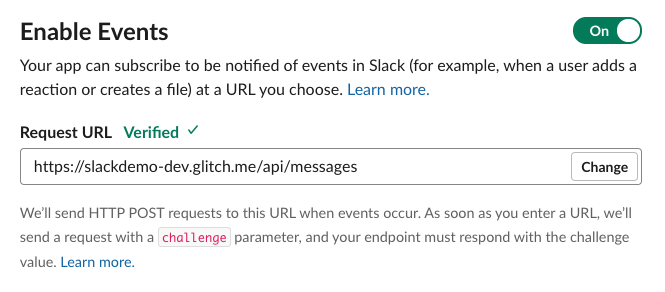 Enable Events
On
Your app can subscribe to be notified of events in Slack (for example, when a user adds a
reaction or creates a file) at a URL you choose. Learn more.
Request URL Verified ✓
https://slackdemo-dev.glitch.me/api/messages
Change
We’ll send HTTP POST requests to this URL when events occur. As soon as you enter a URL, we’ll
send a request with a challenge parameter, and your endpoint must respond with the challenge
value. Learn more.